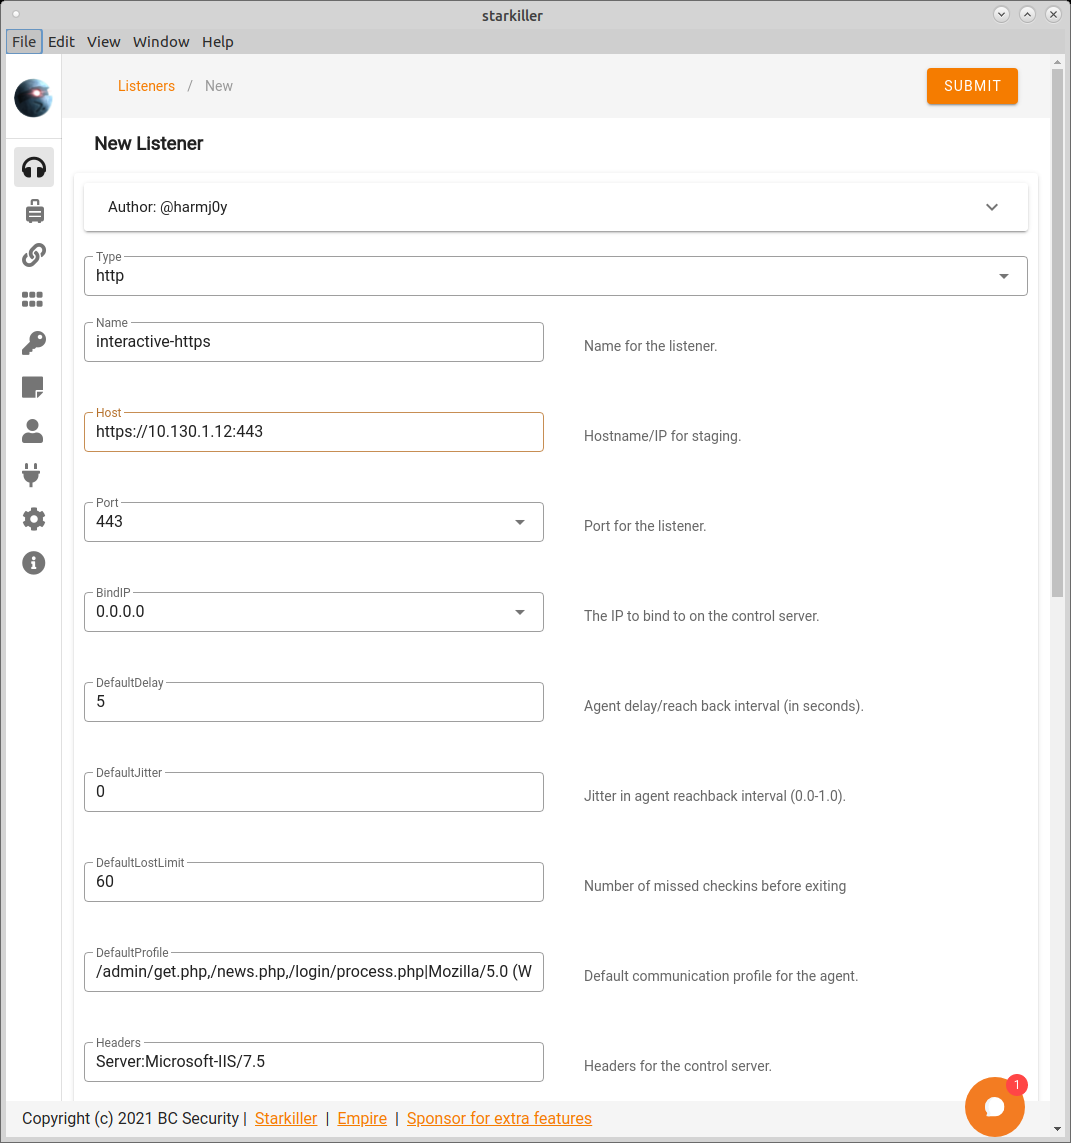 starkiller
File Edit View Window Help
Listeners / New
SUBMIT
New Listener
Author: @harmj0y
Type
http
Name
interactive-https
Name for the listener.
Host
https://10.130.1.12:443
Hostname/IP for staging.
Port
443
Port for the listener.
BindIP
0.0.0.0
The IP to bind to on the control server.
DefaultDelay
5
Agent delay/reach back interval (in seconds).
DefaultJitter
0
Jitter in agent reachback interval (0.0-1.0).
DefaultLostLimit
60
Number of missed checkins before exiting
DefaultProfile
/admin/get.php,/news.php,/login/process.php|Mozilla/5.0 (W
Default communication profile for the agent.
Headers
Server:Microsoft-IIS/7.5
Headers for the control server.
1
Copyright (c) 2021 BC Security | Starkiller | Empire | Sponsor for extra features